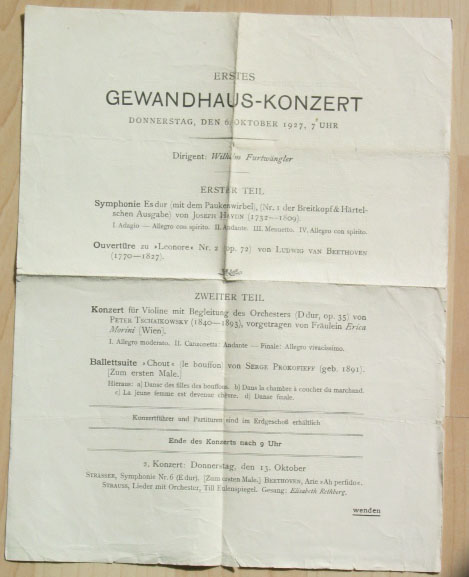 ERSTES
GEWANDHAUS-KONZERT
DONNERSTAG, DEN 6. OKTOBER 1927, 7 UHR
Dirigent: Wilhelm Furtwängler
ERSTER TEIL.
Symphonie Es dur (mit dem Paukenwirbel), (Nr. 1 der Breitkopf & Härtel-
schen Ausgabe) von JOSEPH HAYDN (1732—1809).
I. Adagio — Allegro con spirito. II. Andante. III. Menuetto. IV. Allegro con spirito.
Ouvertüre zu »Leonore« Nr. 2 (op. 72) von LUDWIG VAN BEETHOVEN
(1770—1827).
ZWEITER TEIL.
Konzert für Violine mit Begleitung des Orchesters (D dur, op. 35) von
PETER TSCHAIKOWSKY (1840—1893), vorgetragen von Fräulein Erica
Morini [Wien].
I. Allegro moderato. II. Canzonetta: Andante — Finale: Allegro vivacissimo.
Ballettsuite »Chout« (le bouffon) von SERGE PROKOFIEFF (geb. 1891).
[Zum ersten Male.]
Hieraus: a) Danse des filles des bouffons. b) Dans la chambre à coucher du marchand.
c) La jeune femme est devenue chèvre. d) Danse finale.
Konzertführer und Partituren sind im Erdgeschoß erhältlich
Ende des Konzerts nach 9 Uhr
2. Konzert: Donnerstag, den 13. Oktober
STRÄSSER, Symphonie Nr. 6 (E dur). [Zum ersten Male.] BEETHOVEN, Arie »Ah perfido«.
STRAUSS, Lieder mit Orchester, Till Eulenspiegel. Gesang: Elisabeth Rethberg.
wenden